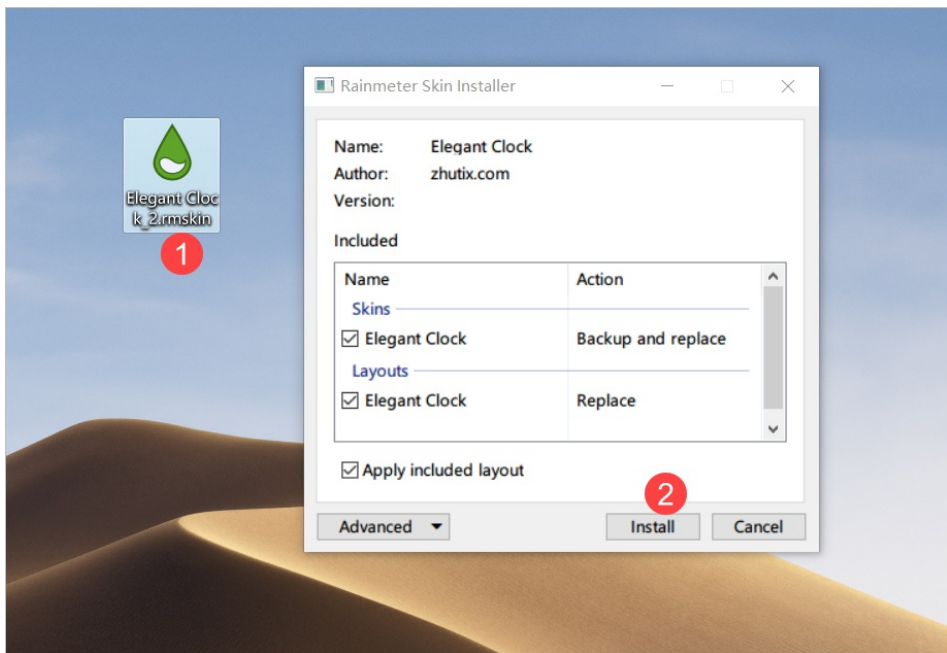 Rainmeter Skin Installer
Elegant Cloc
k_2.rmskin
1
Name: Elegant Clock
Author: zhutix.com
Version:
Included
Name Action
Skins
Elegant Clock Backup and replace
Layouts
Elegant Clock Replace
Apply included layout
2
Advanced Install Cancel